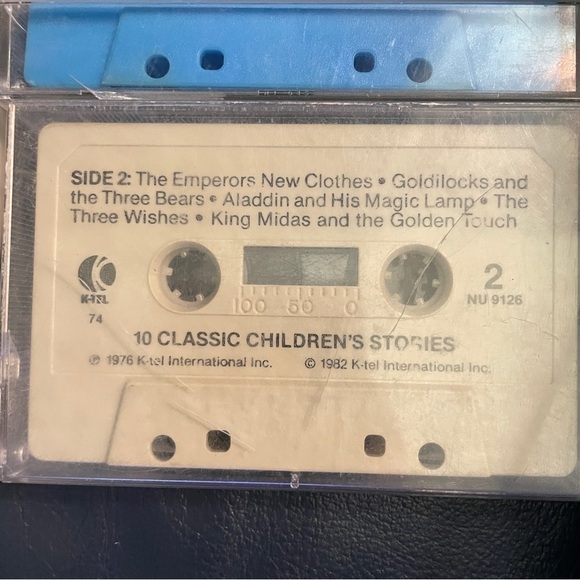 SIDE 2: The Emperors New Clothes • Goldilocks and
the Three Bears • Aladdin and His Magic Lamp • The
Three Wishes • King Midas and the Golden Touch
K-TEL
74
100 50 0
2
NU 9126
10 CLASSIC CHILDREN'S STORIES
℗ 1976 K-tel International Inc. © 1982 K-tel International Inc.